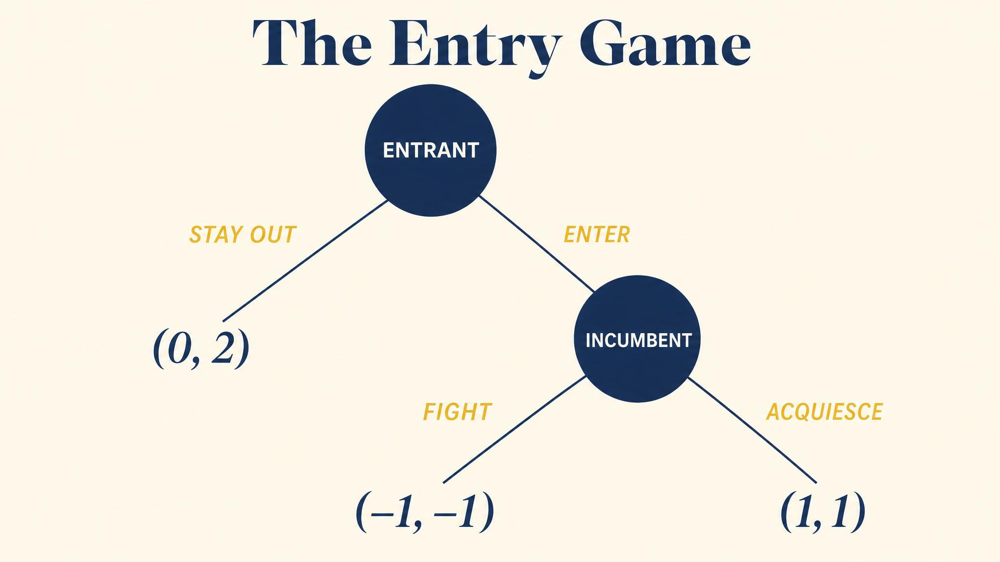 The Entry Game
ENTRANT
STAY OUT
ENTER
(0, 2)
INCUMBENT
FIGHT
ACQUIESCE
(–1, –1)
(1, 1)